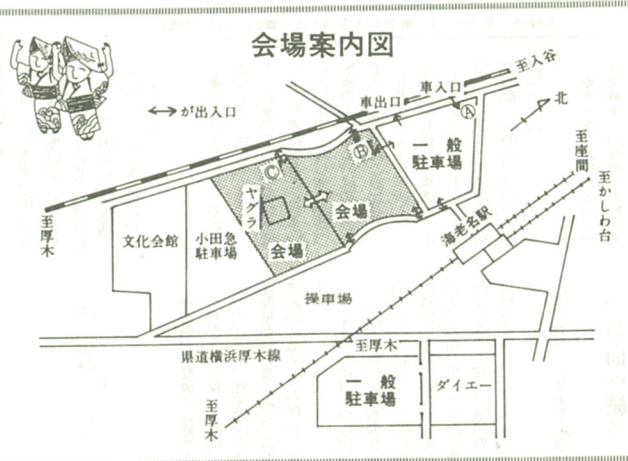 会場案内図
↔が出入口
至入谷
車入口
車出口
北
Ⓐ
一般
駐車場
Ⓑ
Ⓒ
至座間
至かしわ台
海老名駅
ヤグラ
会場
会場
至厚木
文化会館
小田急
駐車場
操車場
県道横浜厚木線
至厚木
一般
駐車場
ダイエー
至厚木